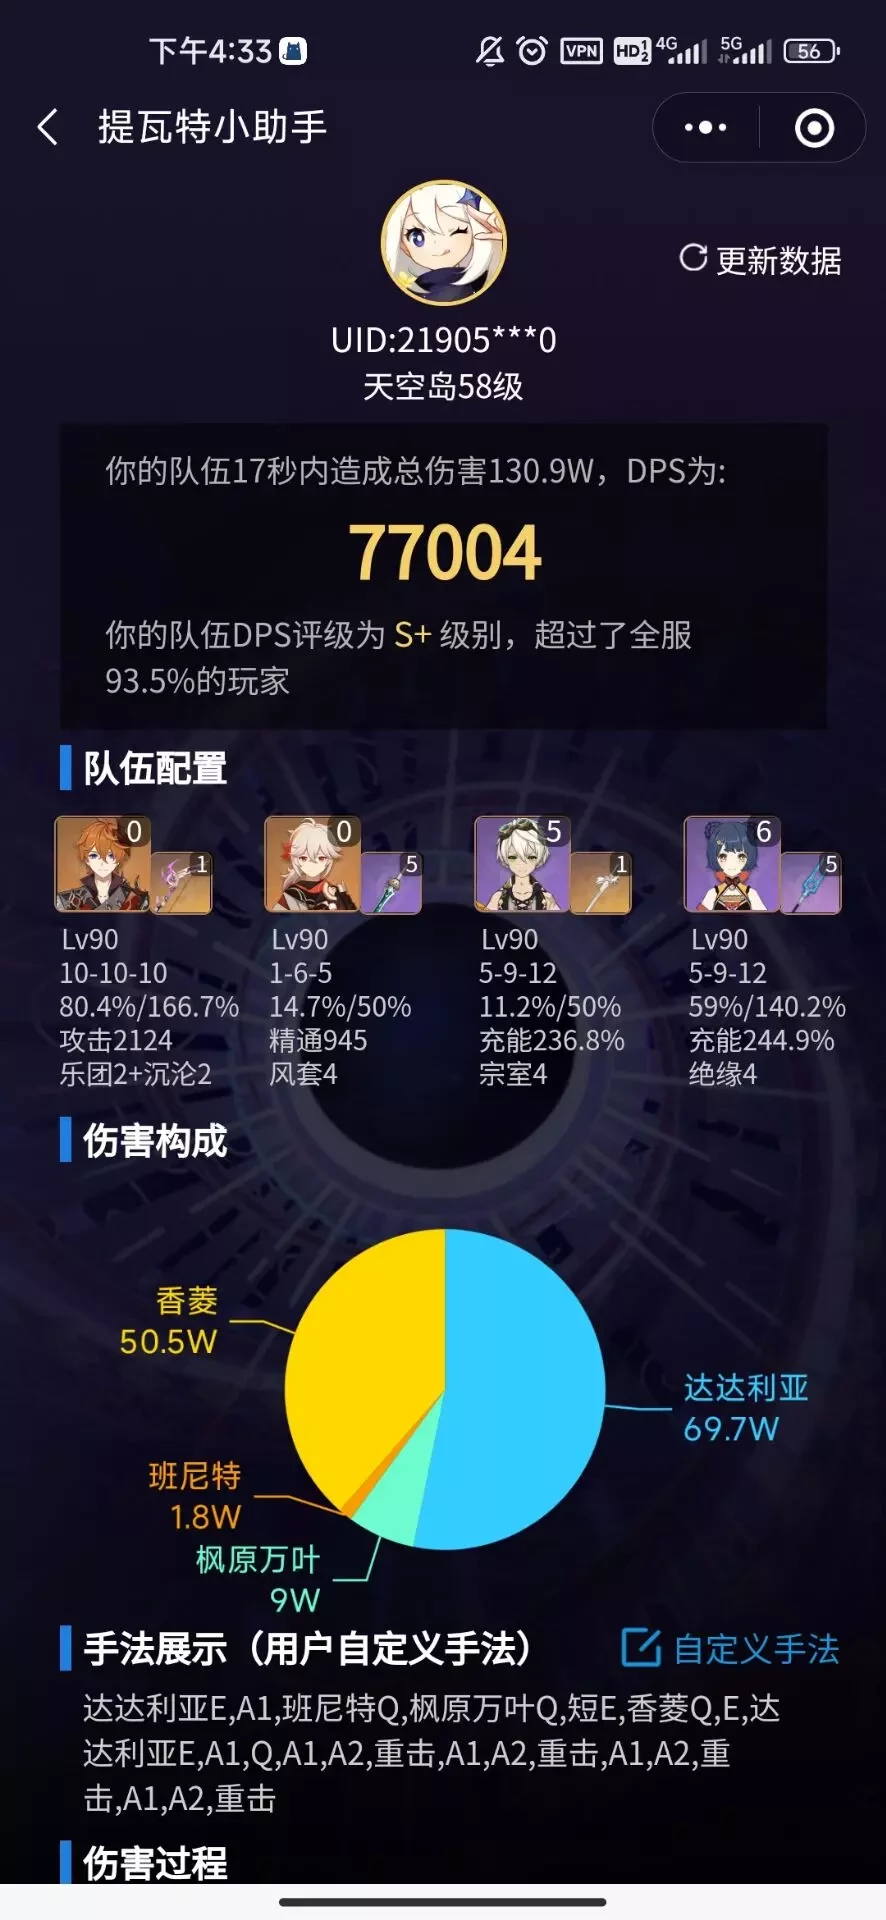 下午4:33
VPN
HD 1 2
4G
5G
56
提瓦特小助手
更新数据
UID:21905***0
天空岛58级
你的队伍17秒内造成总伤害130.9W，DPS为:
77004
你的队伍DPS评级为 S+ 级别，超过了全服
93.5%的玩家
队伍配置
0 1 0 5 5 1 6 5
Lv90 Lv90 Lv90 Lv90
10-10-10 1-6-5 5-9-12 5-9-12
80.4%/166.7% 14.7%/50% 11.2%/50% 59%/140.2%
攻击2124 精通945 充能236.8% 充能244.9%
乐团2+沉沦2 风套4 宗室4 绝缘4
伤害构成
香菱
50.5W
达达利亚
69.7W
班尼特
1.8W
枫原万叶
9W
手法展示（用户自定义手法） 自定义手法
达达利亚E,A1,班尼特Q,枫原万叶Q,短E,香菱Q,E,达
达利亚E,A1,Q,A1,A2,重击,A1,A2,重击,A1,A2,重
击,A1,A2,重击
伤害过程